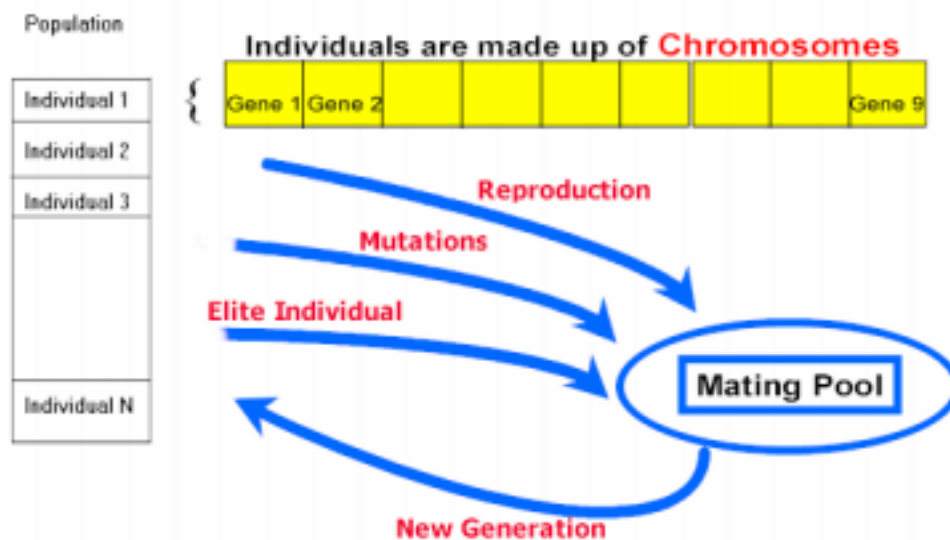 Population
Individuals are made up of Chromosomes
Individual 1
{
Gene 1
Gene 2
Gene 9
Individual 2
Individual 3
Reproduction
Mutations
Elite Individual
Individual N
Mating Pool
New Generation